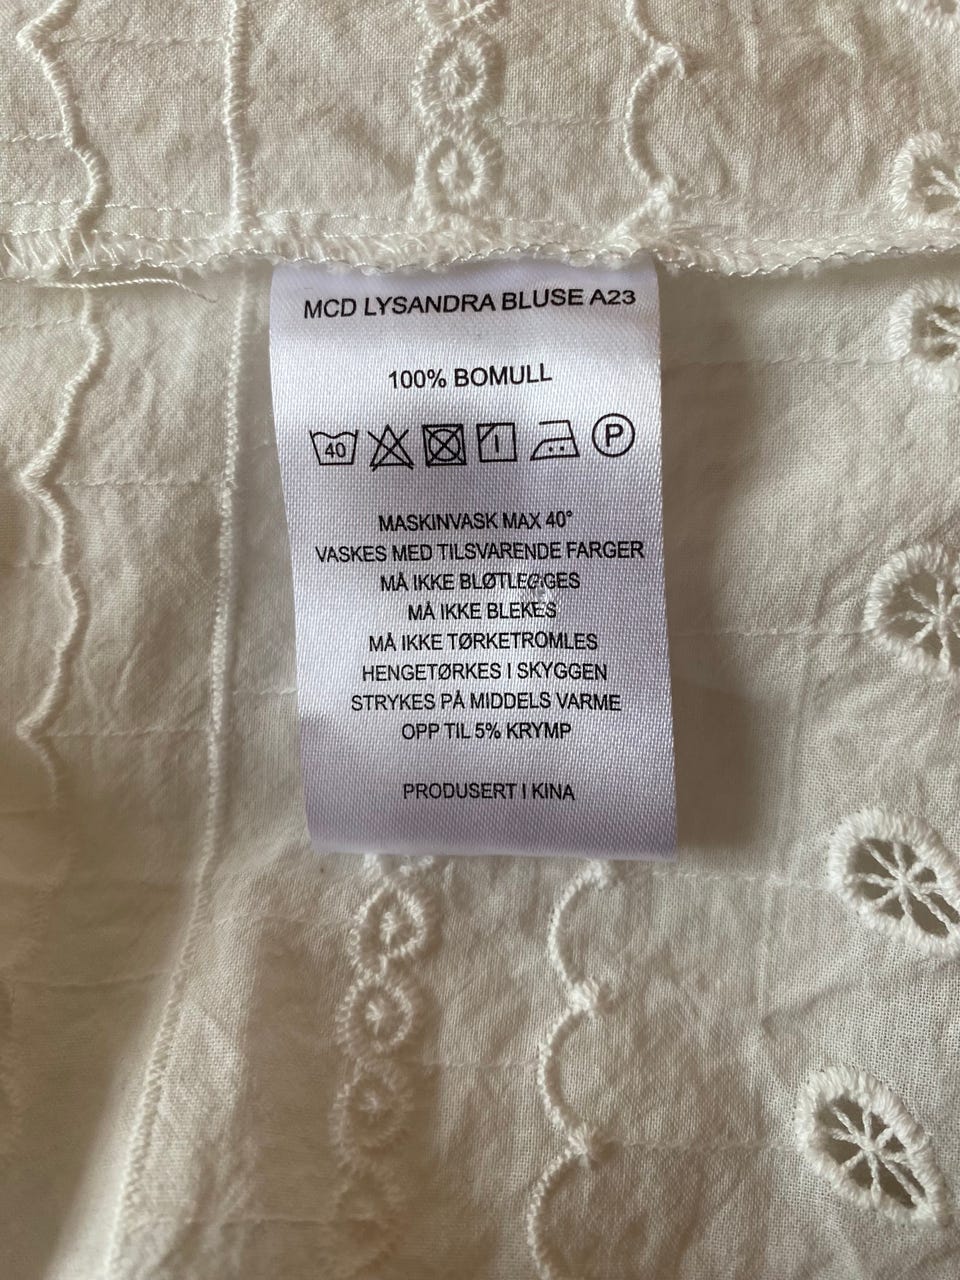 MCD LYSANDRA BLUSE A23
100% BOMULL
40 P
MASKINVASK MAX 40°
VASKES MED TILSVARENDE FARGER
MÅ IKKE BLØTLEGGES
MÅ IKKE BLEKES
MÅ IKKE TØRKETROMLES
HENGETØRKES I SKYGGEN
STRYKES PÅ MIDDELS VARME
OPP TIL 5% KRYMP
PRODUSERT I KINA